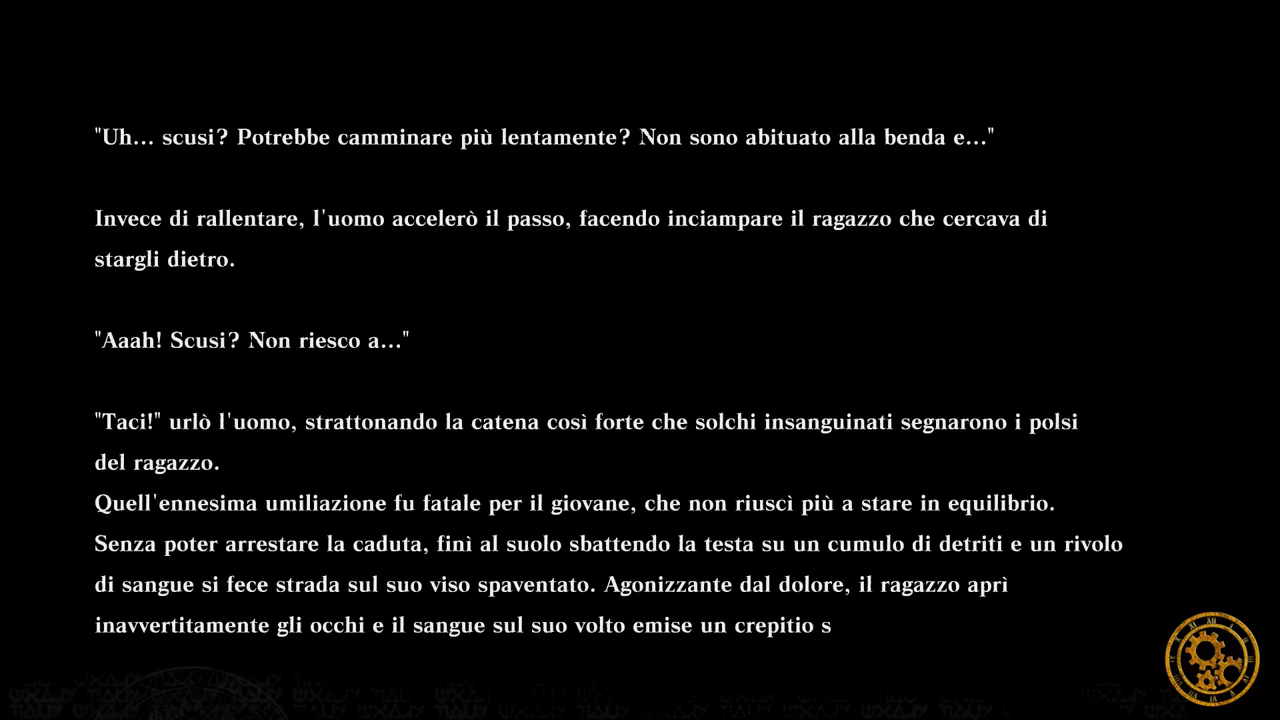 "Uh... scusi? Potrebbe camminare più lentamente? Non sono abituato alla benda e..."
Invece di rallentare, l'uomo accelerò il passo, facendo inciampare il ragazzo che cercava di
stargli dietro.
"Aaah! Scusi? Non riesco a..."
"Taci!" urlò l'uomo, strattonando la catena così forte che solchi insanguinati segnarono i polsi
del ragazzo.
Quell'ennesima umiliazione fu fatale per il giovane, che non riuscì più a stare in equilibrio.
Senza poter arrestare la caduta, finì al suolo sbattendo la testa su un cumulo di detriti e un rivolo
di sangue si fece strada sul suo viso spaventato. Agonizzante dal dolore, il ragazzo aprì
inavvertitamente gli occhi e il sangue sul suo volto emise un crepitio s